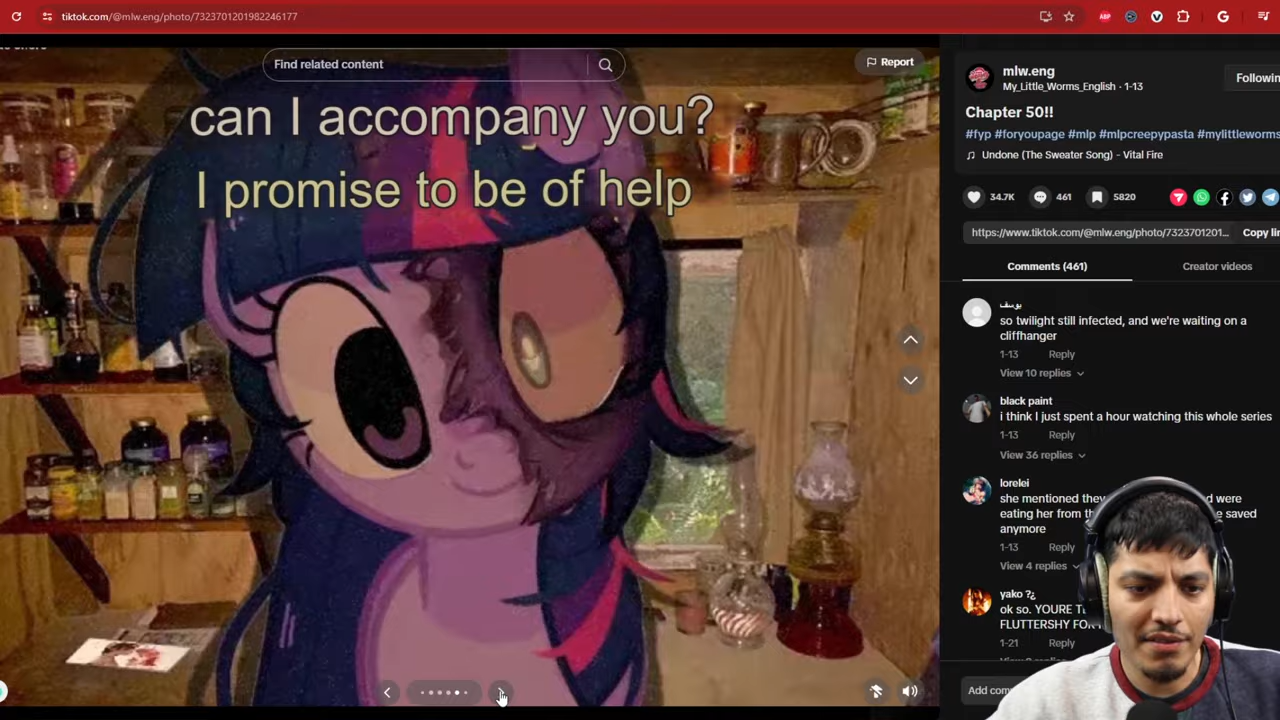 tiktok.com/@mlw.eng/photo/7323701201982246177
Find related content
Report
can I accompany you?
I promise to be of help
mlw.eng
My_Little_Worms_English · 1-13
Followin
Chapter 50!!
#fyp #foryoupage #mlp #mlpcreepypasta #mylittleworms
Undone (The Sweater Song) - Vital Fire
34.7K
461
5820
https://www.tiktok.com/@mlw.eng/photo/732370120...
Copy lin
Comments (461)
Creator videos
يوسف
so twilight still infected, and we're waiting on a
cliffhanger
1-13 Reply
View 10 replies
black paint
i think I just spent a hour watching this whole series
1-13 Reply
View 36 replies
lorelei
she mentioned they d were
eating her from th e saved
anymore
1-13 Reply
View 4 replies
yako ?¿
ok so. YOURE T
FLUTTERSHY FOR
1-21 Reply
Add com